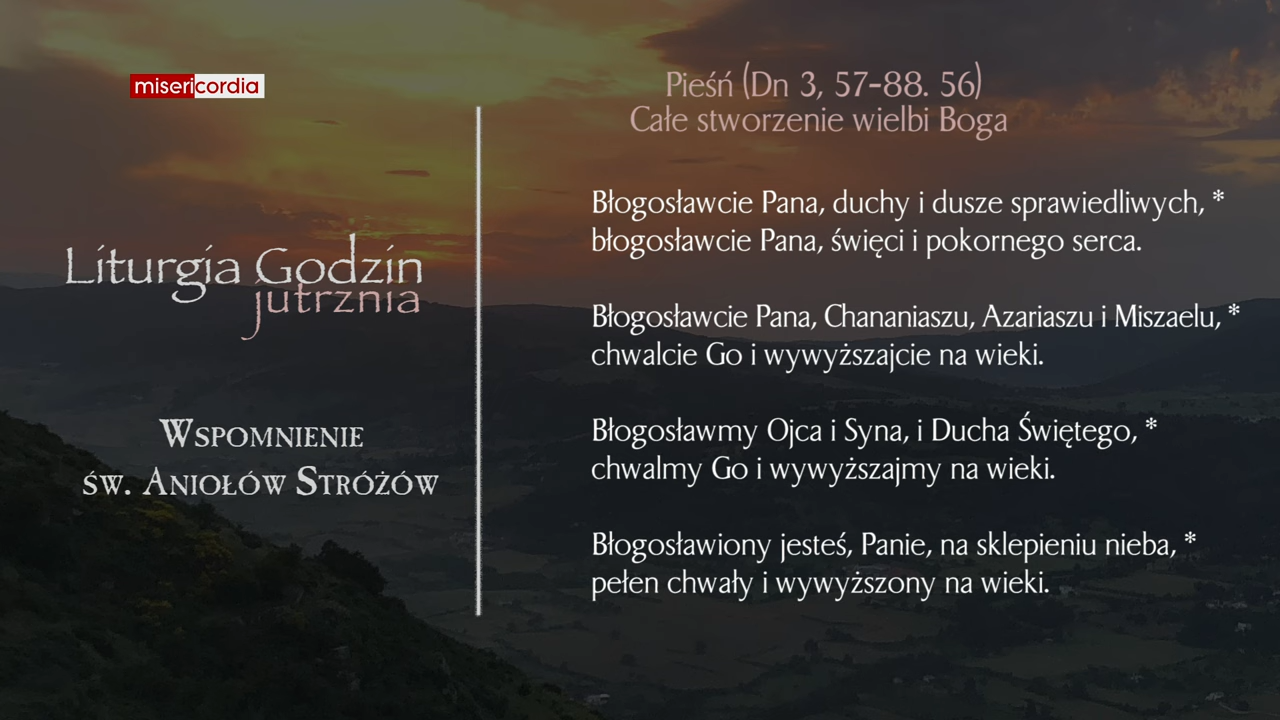 misericordia
Liturgia Godzin
jutrznia
Wspomnienie
św. Aniołów Stróżów
Pieśń (Dn 3, 57-88. 56)
Całe stworzenie wielbi Boga
Błogosławcie Pana, duchy i dusze sprawiedliwych, *
błogosławcie Pana, święci i pokornego serca.
Błogosławcie Pana, Chananiaszu, Azariaszu i Miszaelu, *
chwalcie Go i wywyższajcie na wieki.
Błogosławmy Ojca i Syna, i Ducha Świętego, *
chwalmy Go i wywyższajmy na wieki.
Błogosławiony jesteś, Panie, na sklepieniu nieba, *
pełen chwały i wywyższony na wieki.